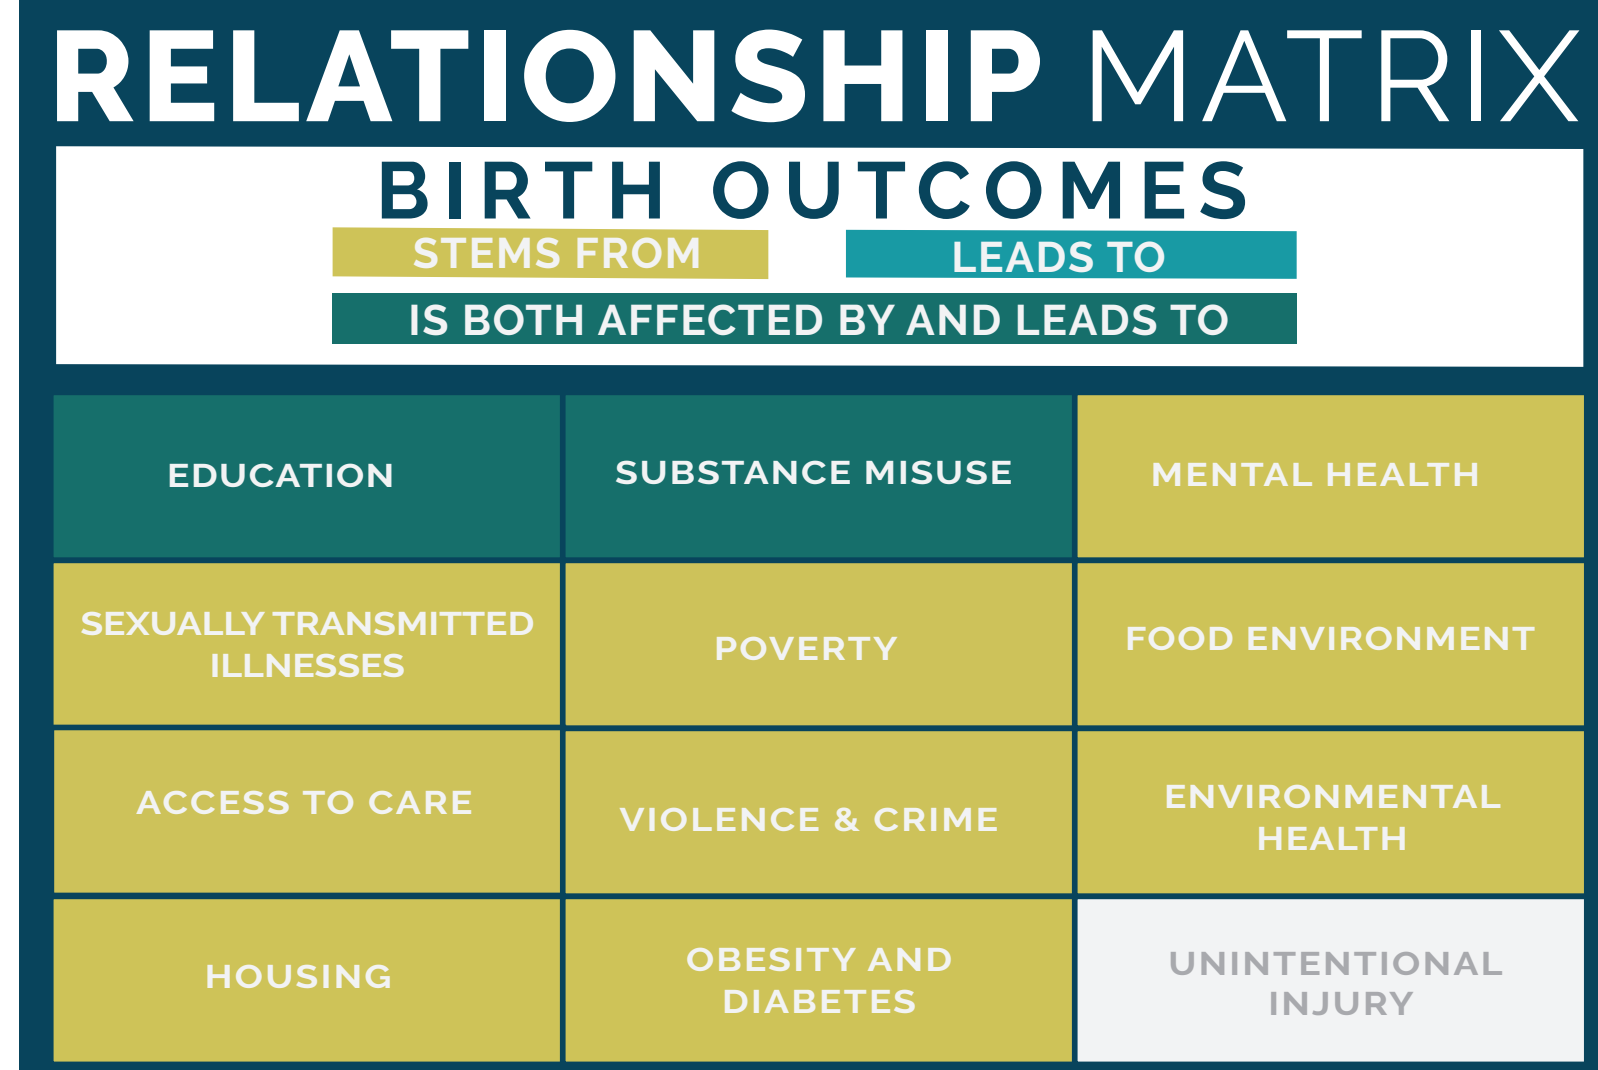 RELATIONSHIP MATRIX
BIRTH OUTCOMES
STEMS FROM
LEADS TO
IS BOTH AFFECTED BY AND LEADS TO
EDUCATION
SUBSTANCE MISUSE
MENTAL HEALTH
SEXUALLY TRANSMITTED
ILLNESSES
POVERTY
FOOD ENVIRONMENT
ACCESS TO CARE
VIOLENCE & CRIME
ENVIRONMENTAL
HEALTH
HOUSING
OBESITY AND
DIABETES
UNINTENTIONAL
INJURY